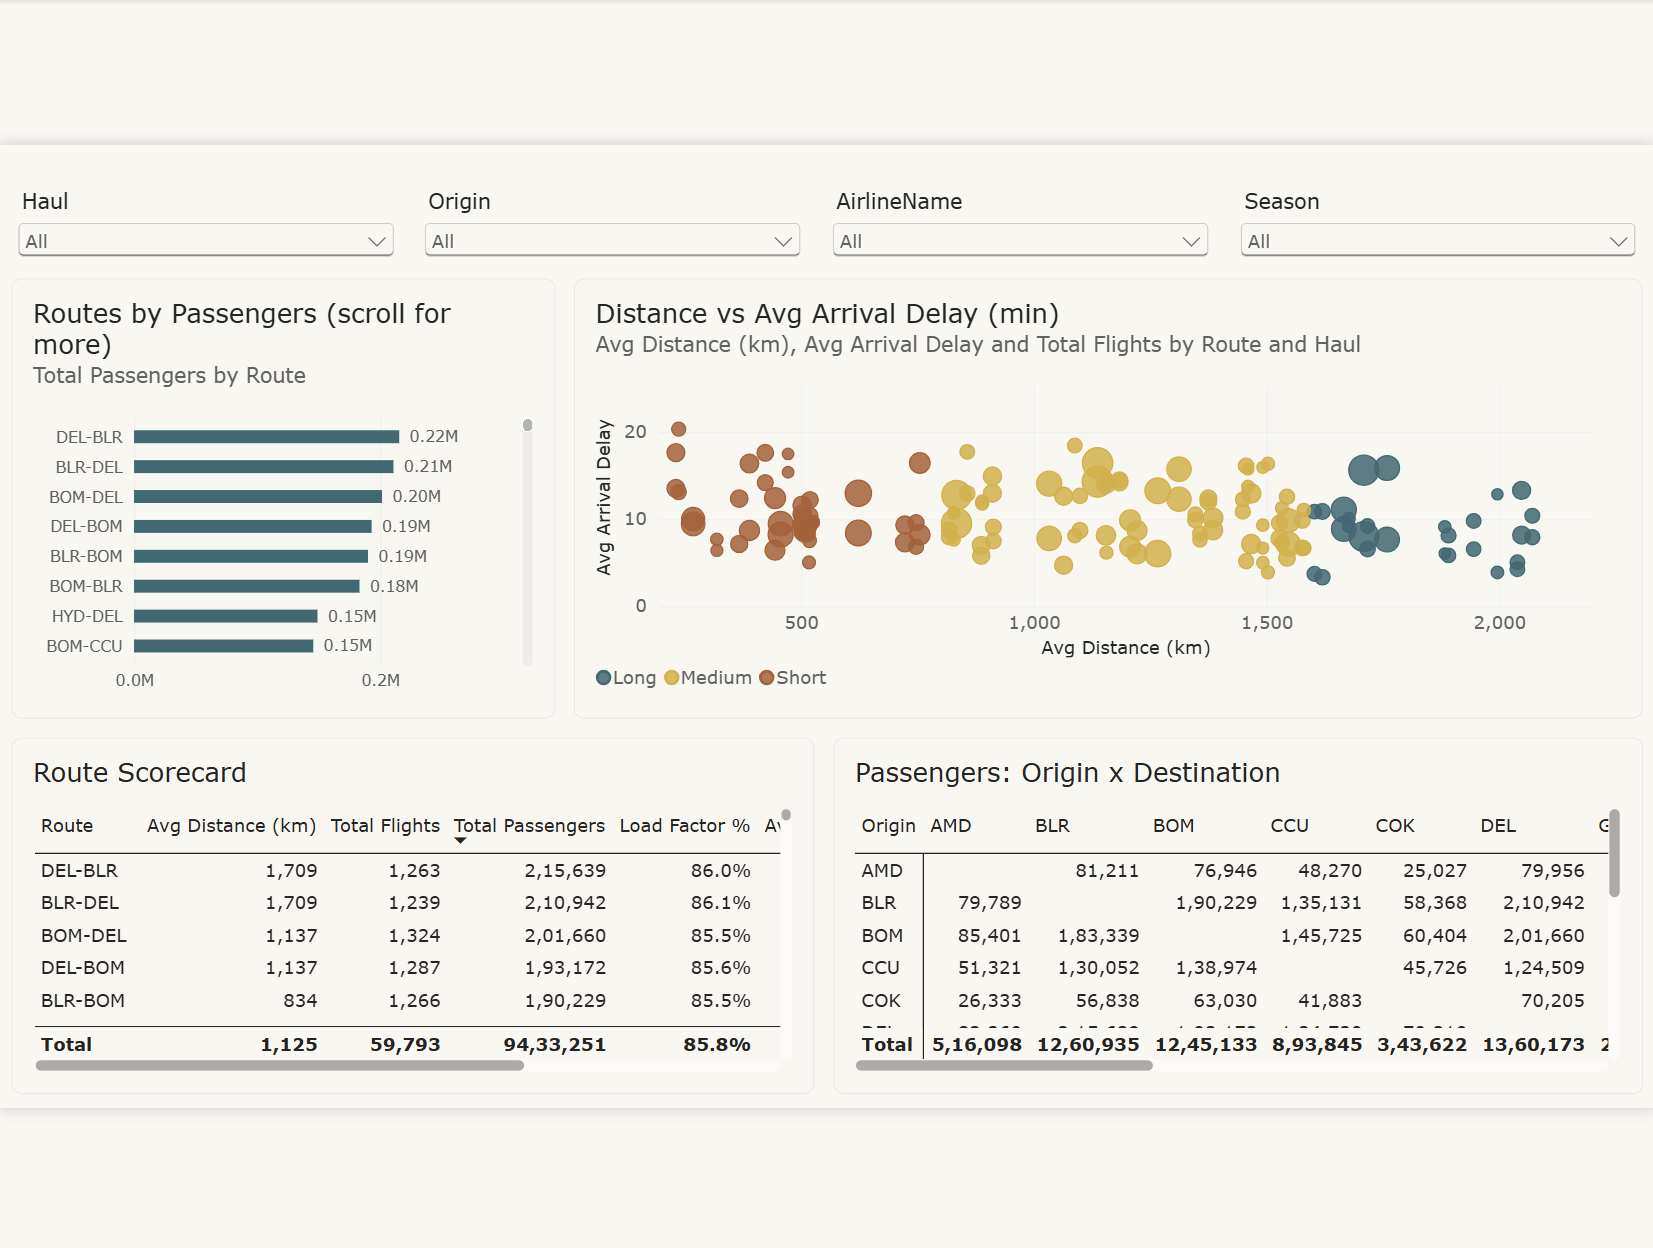 Haul Origin AirlineName Season
All All All All
Routes by Passengers (scroll for
more)
Total Passengers by Route
DEL-BLR 0.22M
BLR-DEL 0.21M
BOM-DEL 0.20M
DEL-BOM 0.19M
BLR-BOM 0.19M
BOM-BLR 0.18M
HYD-DEL 0.15M
BOM-CCU 0.15M
0.0M 0.2M
Distance vs Avg Arrival Delay (min)
Avg Distance (km), Avg Arrival Delay and Total Flights by Route and Haul
Avg Arrival Delay
20
10
0
500 1,000 1,500 2,000
Avg Distance (km)
Long Medium Short
Route Scorecard
Route Avg Distance (km) Total Flights Total Passengers Load Factor %
DEL-BLR 1,709 1,263 2,15,639 86.0%
BLR-DEL 1,709 1,239 2,10,942 86.1%
BOM-DEL 1,137 1,324 2,01,660 85.5%
DEL-BOM 1,137 1,287 1,93,172 85.6%
BLR-BOM 834 1,266 1,90,229 85.5%
Total 1,125 59,793 94,33,251 85.8%
Passengers: Origin x Destination
Origin AMD BLR BOM CCU COK DEL
AMD 81,211 76,946 48,270 25,027 79,956
BLR 79,789 1,90,229 1,35,131 58,368 2,10,942
BOM 85,401 1,83,339 1,45,725 60,404 2,01,660
CCU 51,321 1,30,052 1,38,974 45,726 1,24,509
COK 26,333 56,838 63,030 41,883 70,205
Total 5,16,098 12,60,935 12,45,133 8,93,845 3,43,622 13,60,173